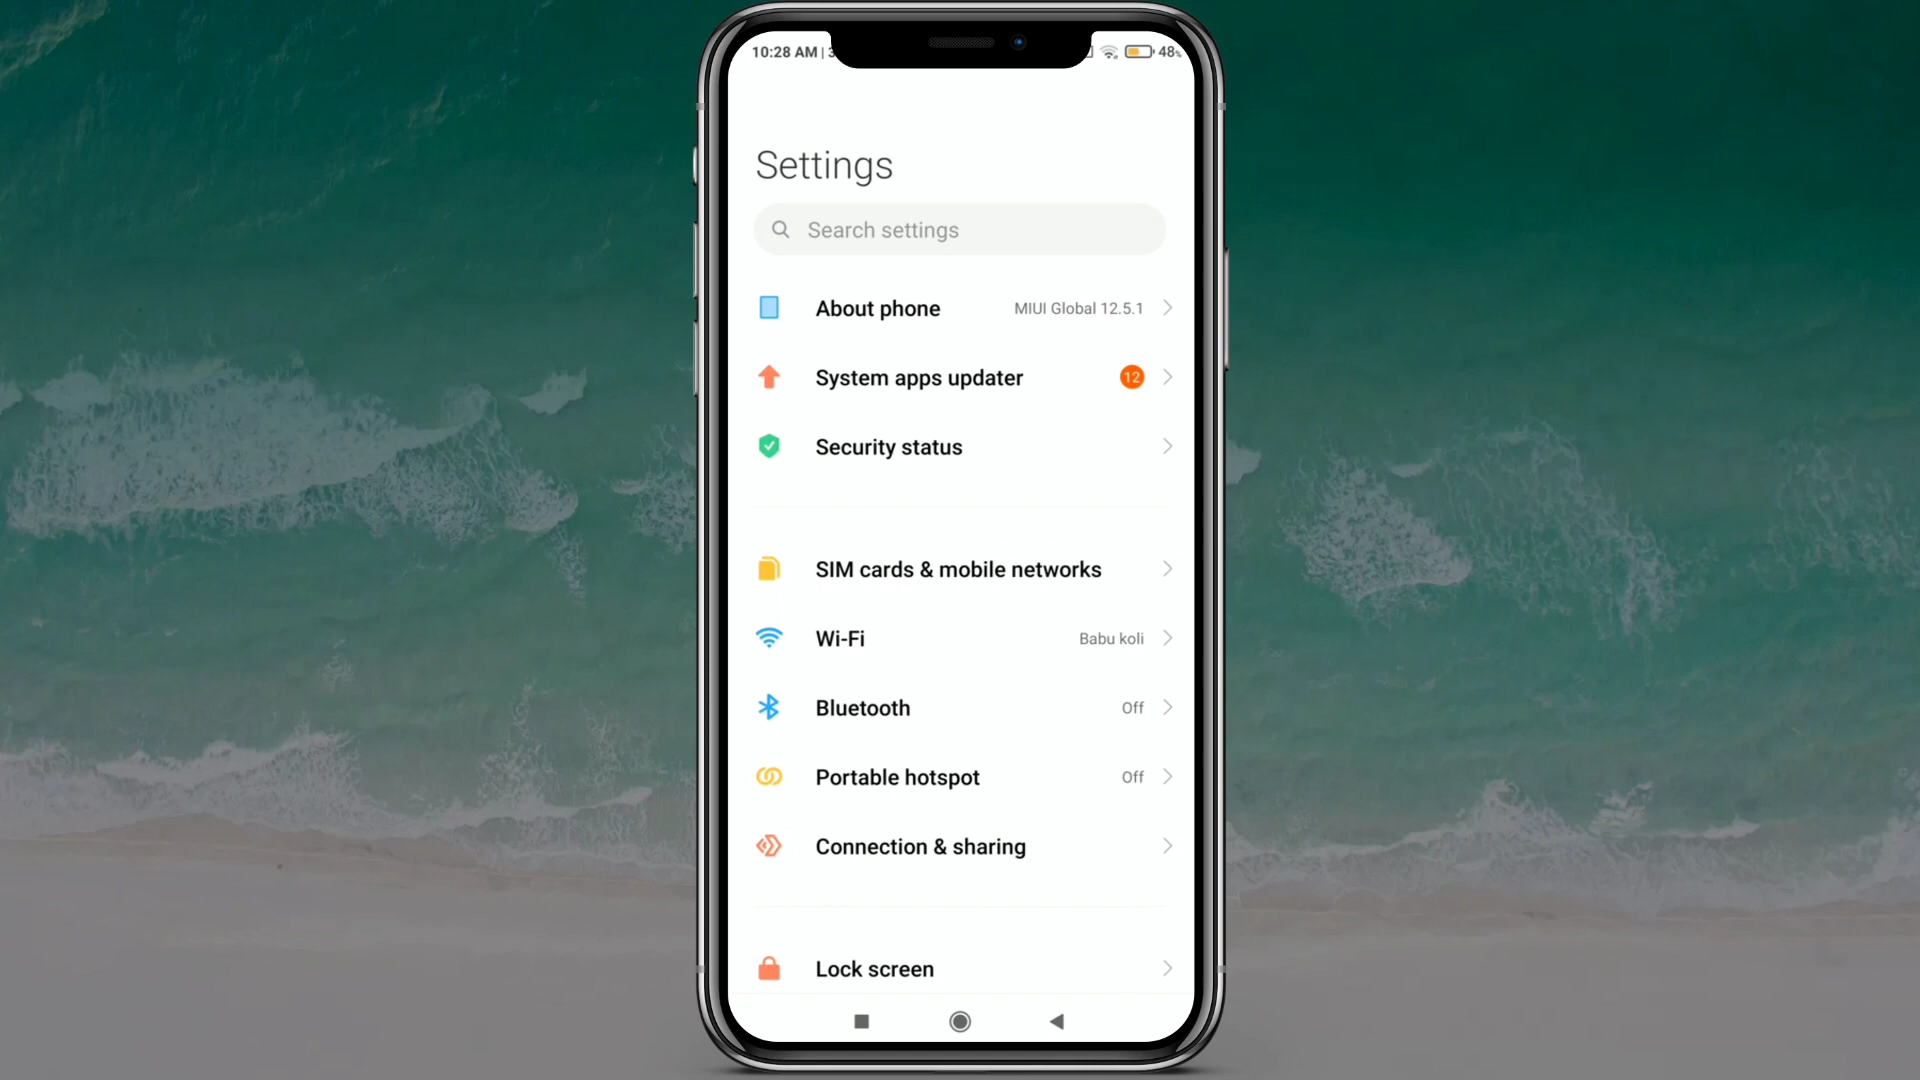 10:28 AM | 3
48%
Settings
Search settings
About phone
MIUI Global 12.5.1
System apps updater
12
Security status
SIM cards & mobile networks
Wi-Fi
Babu koli
Bluetooth
Off
Portable hotspot
Off
Connection & sharing
Lock screen